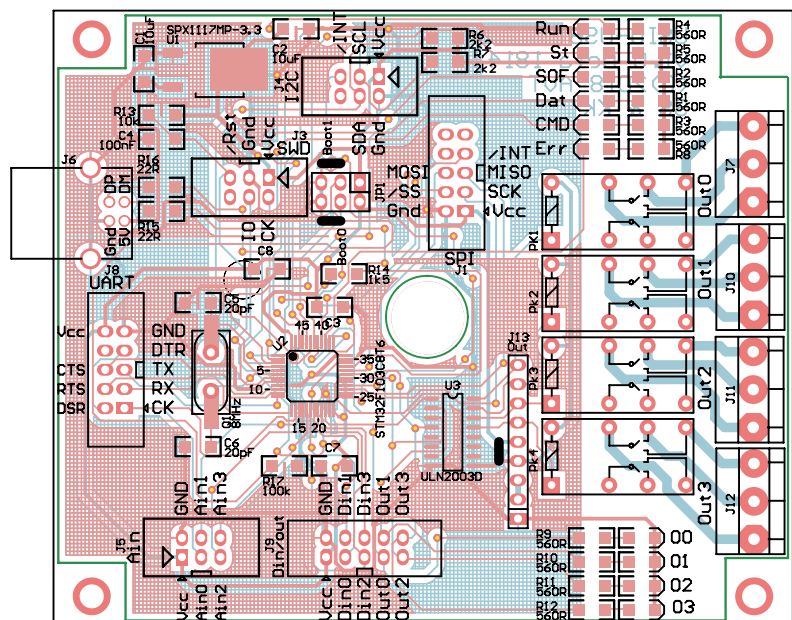 SPX1117MP-3.3
C1
10uF
U1
C2
10uF
J4
I2C
/INT
SCL
Vcc
R6
2k2
R7
2k2
Run
R4
560R
St
R5
560R
SOF
R2
560R
Dat
R1
560R
CMD
R3
560R
Err
R8
R13
10k
C4
100nF
/Rst
Gnd
Vcc
J3
SWD
Boot1
SDA
Gnd
/INT
MOSI
MISO
/SS
SCK
Gnd
Vcc
SPI
J1
J6
DP
DM
Gnd
5V
R16
22R
R15
22R
IO
CK
JP1
Boot0
J7
Out0
PK1
J8
UART
C8
R14
1k5
C5
20pF
C3
Out1
Pk2
J10
Vcc
GND
DTR
CTS
TX
RTS
RX
DSR
CK
Q1
8MHz
U2
45
40
5
10
15
20
35
30
25
STM32F103C8T6
J13
Out
U3
ULN2003D
Pk3
Out2
J11
C6
20pF
R17
100k
C7
Pk4
Out3
J12
GND
Ain1
Ain3
GND
Din1
Din3
Out1
Out3
J5
Ain
J9
Din/out
Vcc
Ain0
Ain2
Vcc
Din0
Din2
Out0
Out2
R9
560R
O0
R10
560R
O1
R11
560R
O2
R12
560R
O3